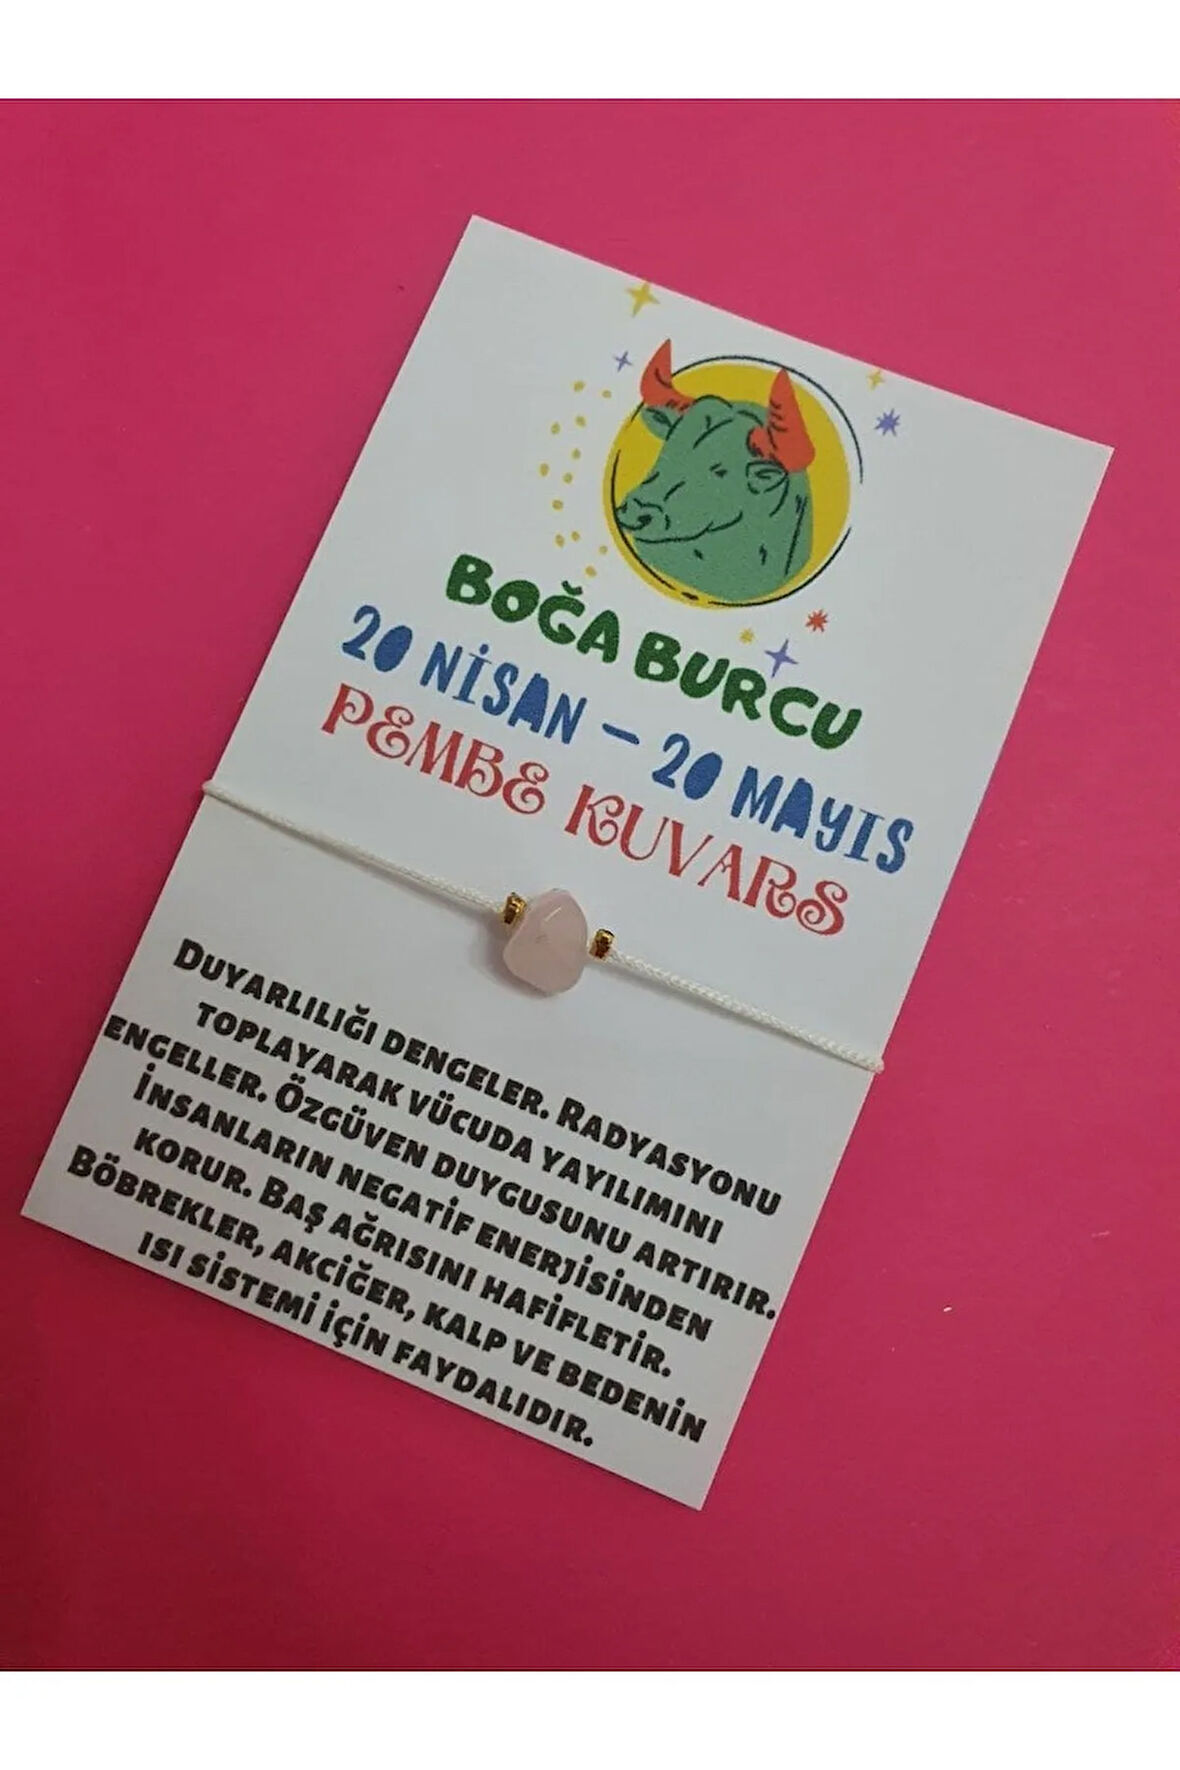 BOĞA BURCU
20 NİSAN - 20 MAYIS
PEMBE KUVARS
DUYARLILIĞI DENGELER. RADYASYONU
TOPLAYARAK VÜCUDA YAYILIMINI
ENGELLER. ÖZGÜVEN DUYGUSUNU ARTIRIR.
İNSANLARIN NEGATİF ENERJİSİNDEN
KORUR. BAŞ AĞRISINI HAFİFLETİR.
BÖBREKLER, AKCİĞER, KALP VE BEDENİN
ISI SİSTEMİ İÇİN FAYDALIDIR.